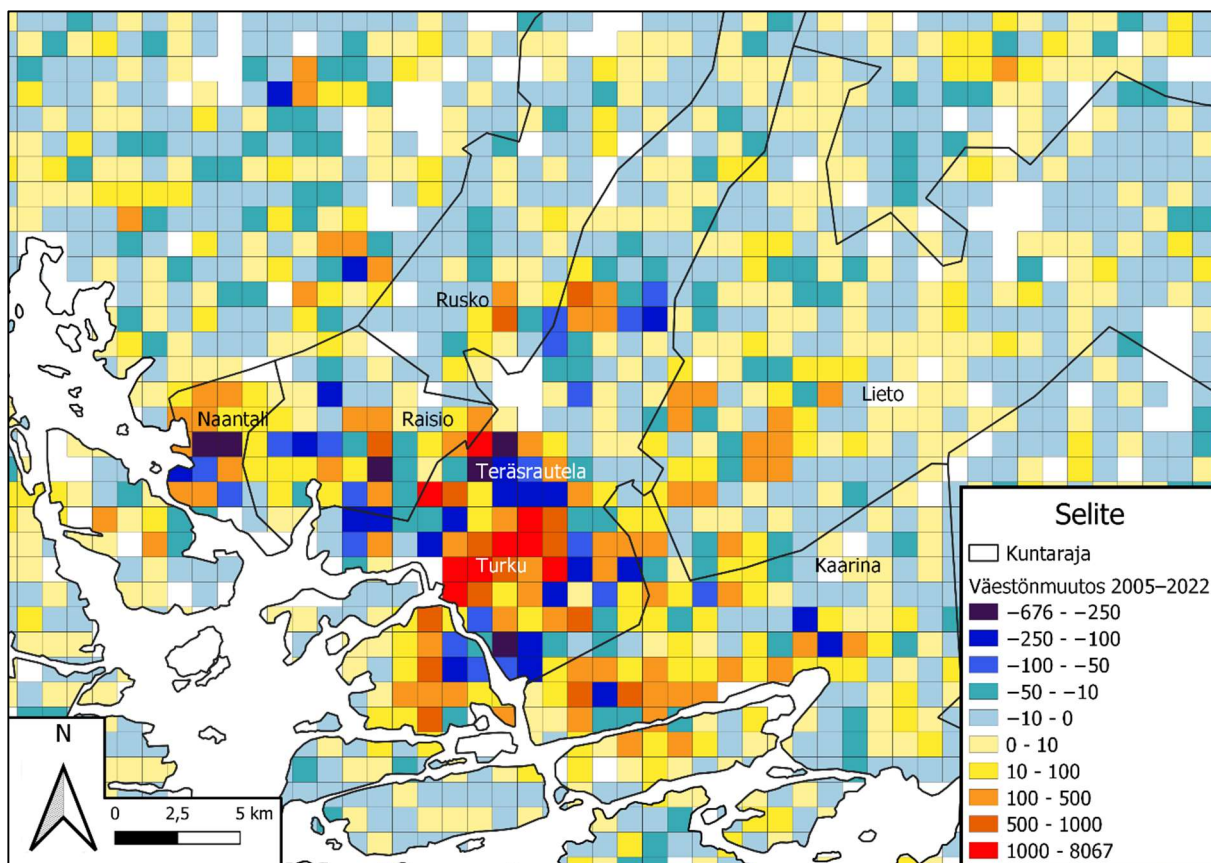 Rusko
Naantali
Raisio
Lieto
Teräsrautela
Turku
Kaarina
Selite
Kuntaraja
Väestönmuutos 2005–2022
−676 - −250
−250 - −100
−100 - −50
−50 - −10
−10 - 0
0 - 10
10 - 100
100 - 500
500 - 1000
1000 - 8067
N
0 2,5 5 km